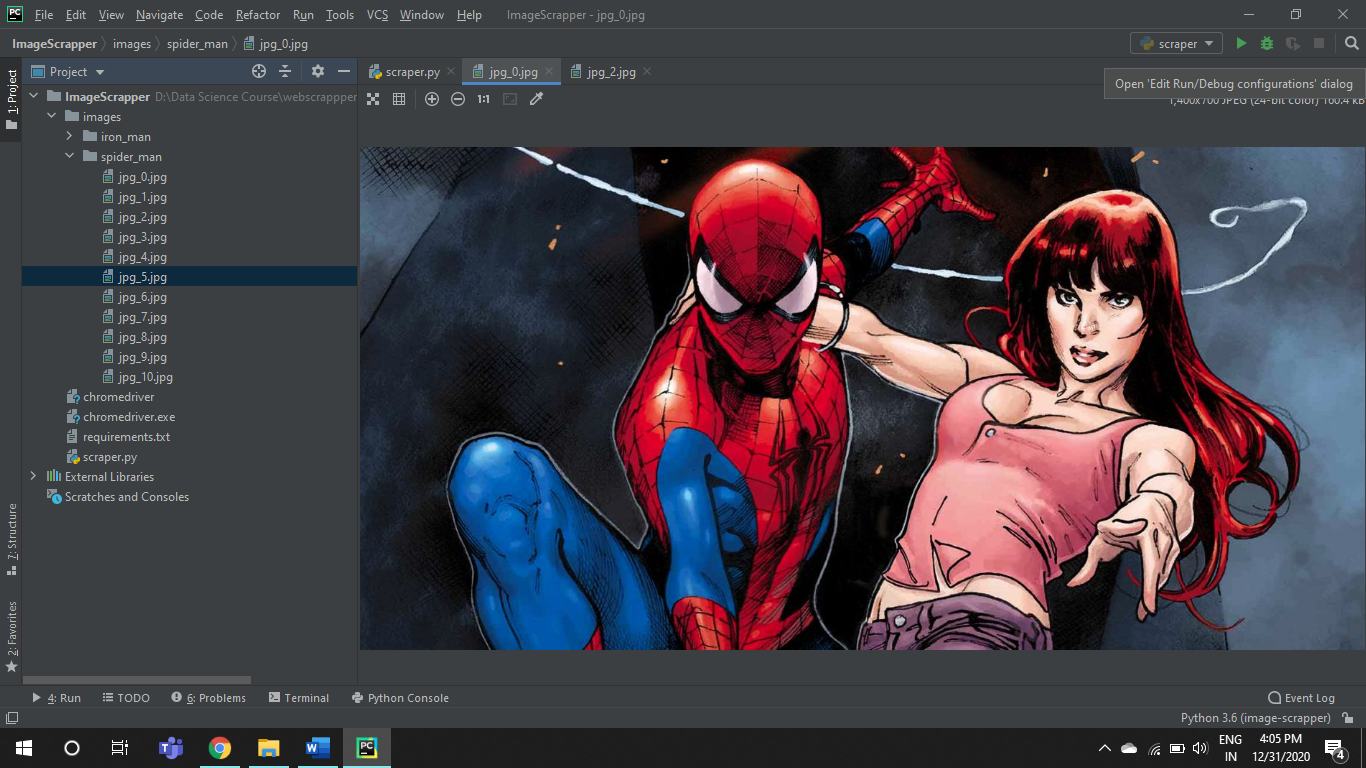 PC File Edit View Navigate Code Refactor Run Tools VCS Window Help ImageScrapper - jpg_0.jpg
ImageScrapper images spider_man jpg_0.jpg scraper
Project scraper.py jpg_0.jpg jpg_2.jpg
Open 'Edit Run/Debug configurations' dialog
1:1 1,400x700 JPEG (24-bit color) 160.4 kB
1: Project
ImageScrapper D:\Data Science Course\webscrappper
images
iron_man
spider_man
jpg_0.jpg
jpg_1.jpg
jpg_2.jpg
jpg_3.jpg
jpg_4.jpg
jpg_5.jpg
jpg_6.jpg
jpg_7.jpg
jpg_8.jpg
jpg_9.jpg
jpg_10.jpg
chromedriver
chromedriver.exe
requirements.txt
scraper.py
External Libraries
Scratches and Consoles
7: Structure
2: Favorites
4: Run TODO 6: Problems Terminal Python Console Event Log
Python 3.6 (image-scrapper)
ENG 4:05 PM
IN 12/31/2020 4